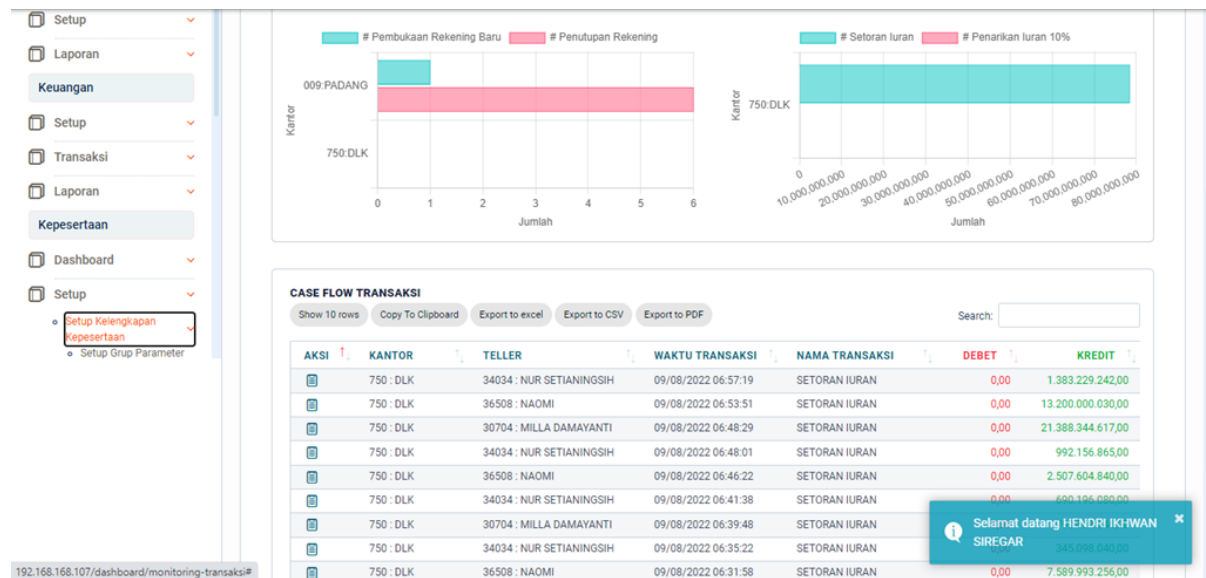 Setup
Laporan
Keuangan
Setup
Transaksi
Laporan
Kepesertaan
Dashboard
Setup
Setup Kelengkapan
Kepesertaan
Setup Grup Parameter
# Pembukaan Rekening Baru # Penutupan Rekening
Kantor
009:PADANG
750:DLK
0 1 2 3 4 5 6
Jumlah
# Setoran Iuran # Penarikan Iuran 10%
Kantor
750:DLK
0 10,000,000,000 20,000,000,000 30,000,000,000 40,000,000,000 50,000,000,000 60,000,000,000 70,000,000,000 80,000,000,000
Jumlah
CASE FLOW TRANSAKSI
Show 10 rows Copy To Clipboard Export to excel Export to CSV Export to PDF Search:
AKSI KANTOR TELLER WAKTU TRANSAKSI NAMA TRANSAKSI DEBET KREDIT
750 : DLK 34034 : NUR SETIANINGSIH 09/08/2022 06:57:19 SETORAN IURAN 0,00 1.383.229.242,00
750 : DLK 36508 : NAOMI 09/08/2022 06:53:51 SETORAN IURAN 0,00 13.200.000.030,00
750 : DLK 30704 : MILLA DAMAYANTI 09/08/2022 06:48:29 SETORAN IURAN 0,00 21.388.344.617,00
750 : DLK 34034 : NUR SETIANINGSIH 09/08/2022 06:48:01 SETORAN IURAN 0,00 992.156.865,00
750 : DLK 36508 : NAOMI 09/08/2022 06:46:22 SETORAN IURAN 0,00 2.507.604.840,00
750 : DLK 34034 : NUR SETIANINGSIH 09/08/2022 06:41:38 SETORAN IURAN 0,00 690.196.080,00
750 : DLK 30704 : MILLA DAMAYANTI 09/08/2022 06:39:48 SETORAN IURAN
750 : DLK 34034 : NUR SETIANINGSIH 09/08/2022 06:35:22 SETORAN IURAN 0,00 345.098.040,00
750 : DLK 36508 : NAOMI 09/08/2022 06:31:58 SETORAN IURAN 0,00 7.589.993.256,00
Selamat datang HENDRI IKHWAN
SIREGAR
192.168.168.107/dashboard/monitoring-transaksi#